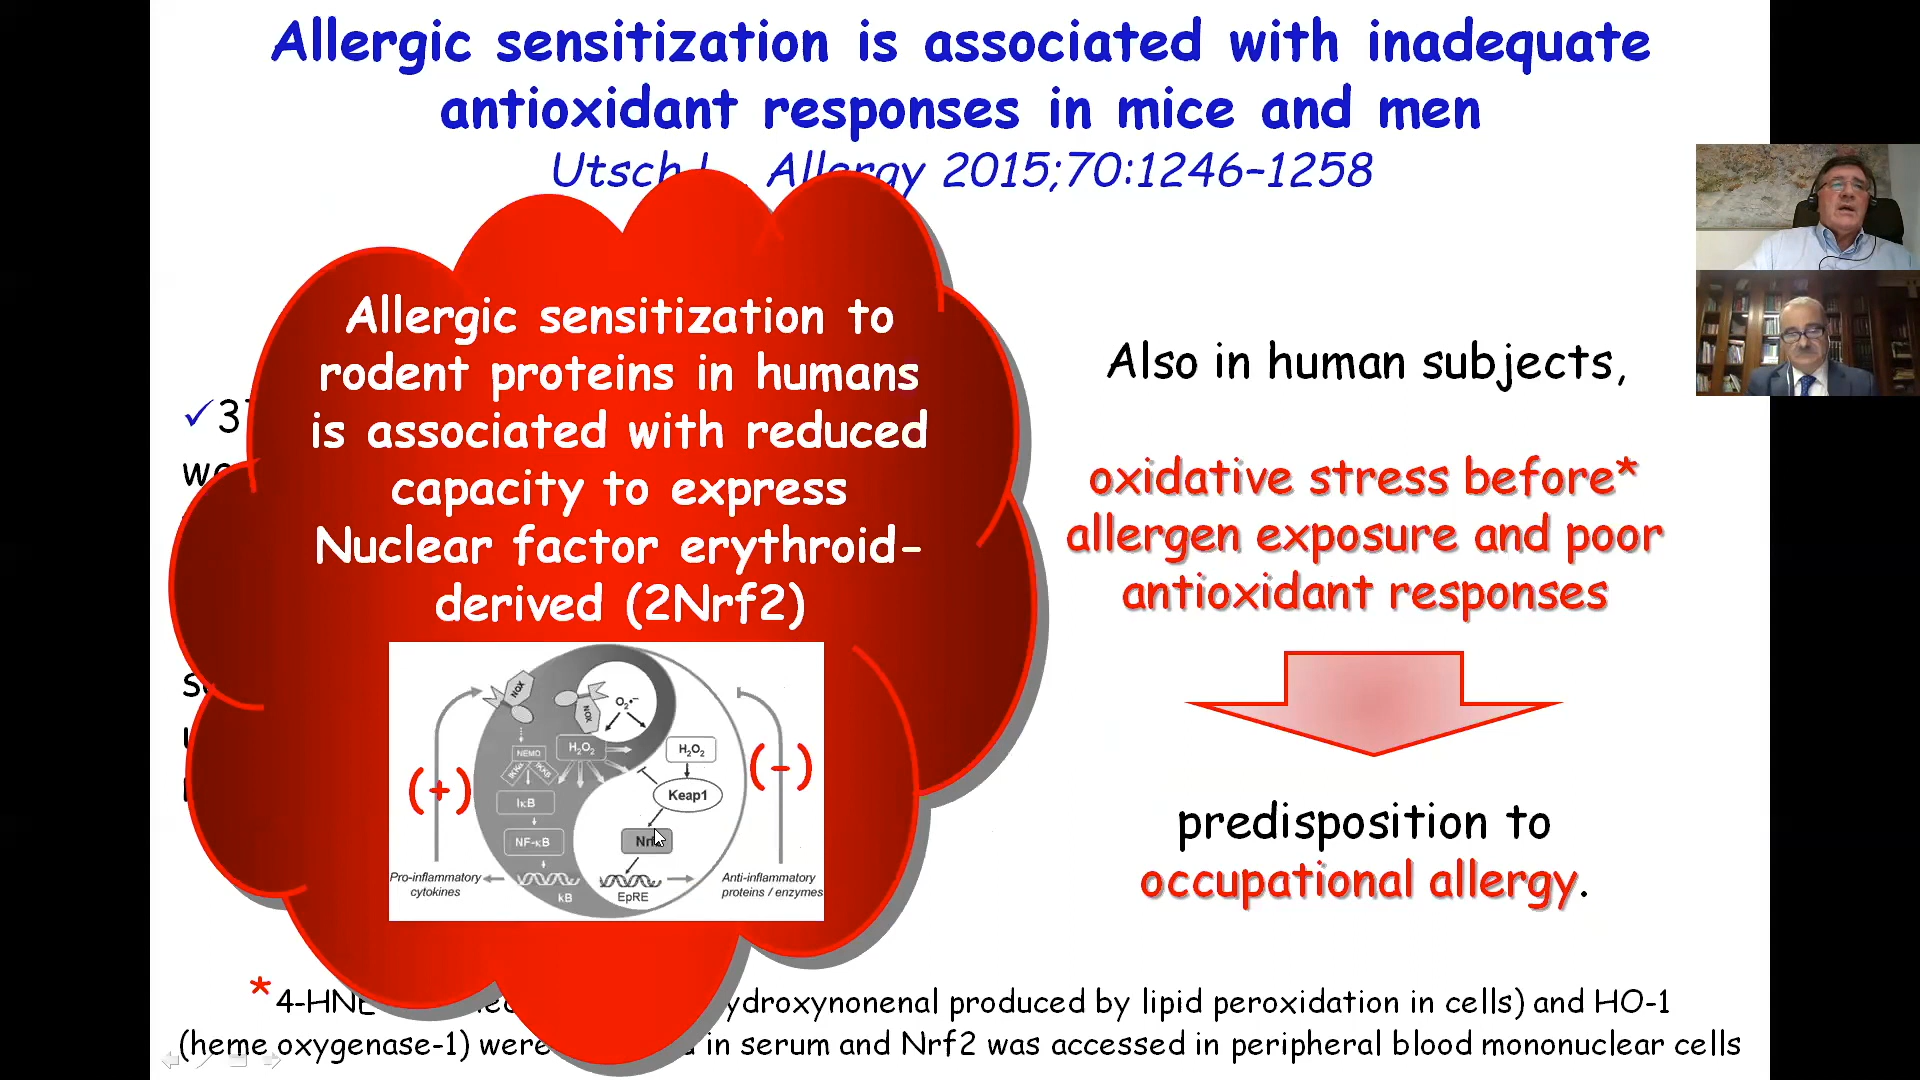 Allergic sensitization is associated with inadequate
antioxidant responses in mice and men
Utsch Allergy 2015;70:1246-1258
Allergic sensitization to
rodent proteins in humans
is associated with reduced
capacity to express
Nuclear factor erythroid-
derived (2Nrf2)
NOX
NOX
O₂•⁻
H₂O₂
H₂O₂
NEMO
IKKα
IKKβ
(+)
(-)
Keap1
IκB
NF-κB
Pro-inflammatory
cytokines
kB
EpRE
Anti-inflammatory
proteins / enzymes
✓3
Also in human subjects,
oxidative stress before*
allergen exposure and poor
antioxidant responses
predisposition to
occupational allergy.
*4-HNE ydroxynonenal produced by lipid peroxidation in cells) and HO-1
(heme oxygenase-1) were in serum and Nrf2 was accessed in peripheral blood mononuclear cells